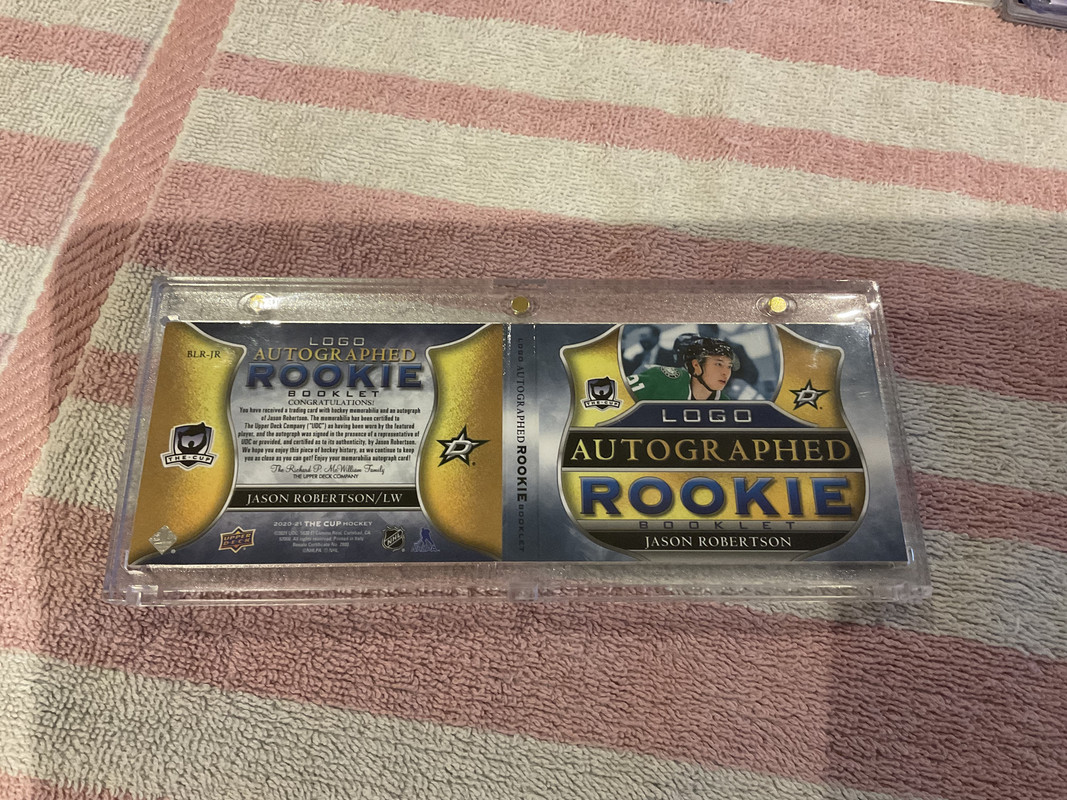 BLR-JR
LOGO
AUTOGRAPHED
ROOKIE
BOOKLET
CONGRATULATIONS!
You have received a trading card with hockey memorabilia and an autograph
of Jason Robertson. The memorabilia has been certified to
The Upper Deck Company ("UDC") as having been worn by the featured
player, and the autograph was signed in the presence of a representative of
UDC or provided, and certified as to its authenticity, by Jason Robertson.
We hope you enjoy this piece of hockey history, as we continue to keep
you as close as you can get! Enjoy your memorabilia autograph card!
The Richard P. McWilliam Family
THE UPPER DECK COMPANY
THE-CUP
D
JASON ROBERTSON/LW
2020-21 THE CUP HOCKEY
UPPER
DECK
NHL
LOGO AUTOGRAPHED ROOKIE BOOKLET
21
THE-CUP
D
LOGO
AUTOGRAPHED
ROOKIE
BOOKLET
JASON ROBERTSON